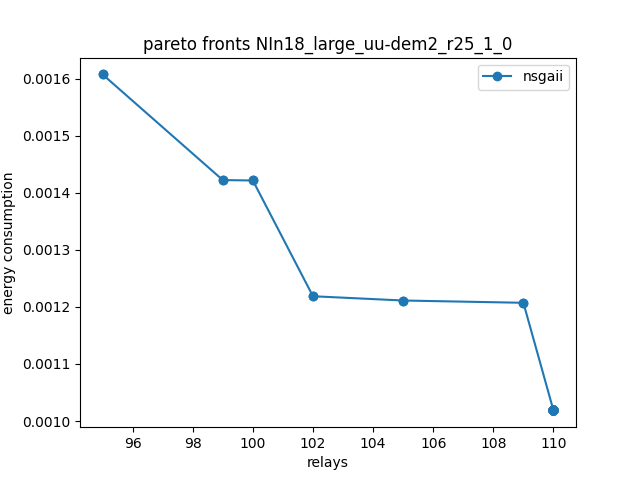 pareto fronts NIn18_large_uu-dem2_r25_1_0
nsgaii
energy consumption
0.0016
0.0015
0.0014
0.0013
0.0012
0.0011
0.0010
96 98 100 102 104 106 108 110
relays